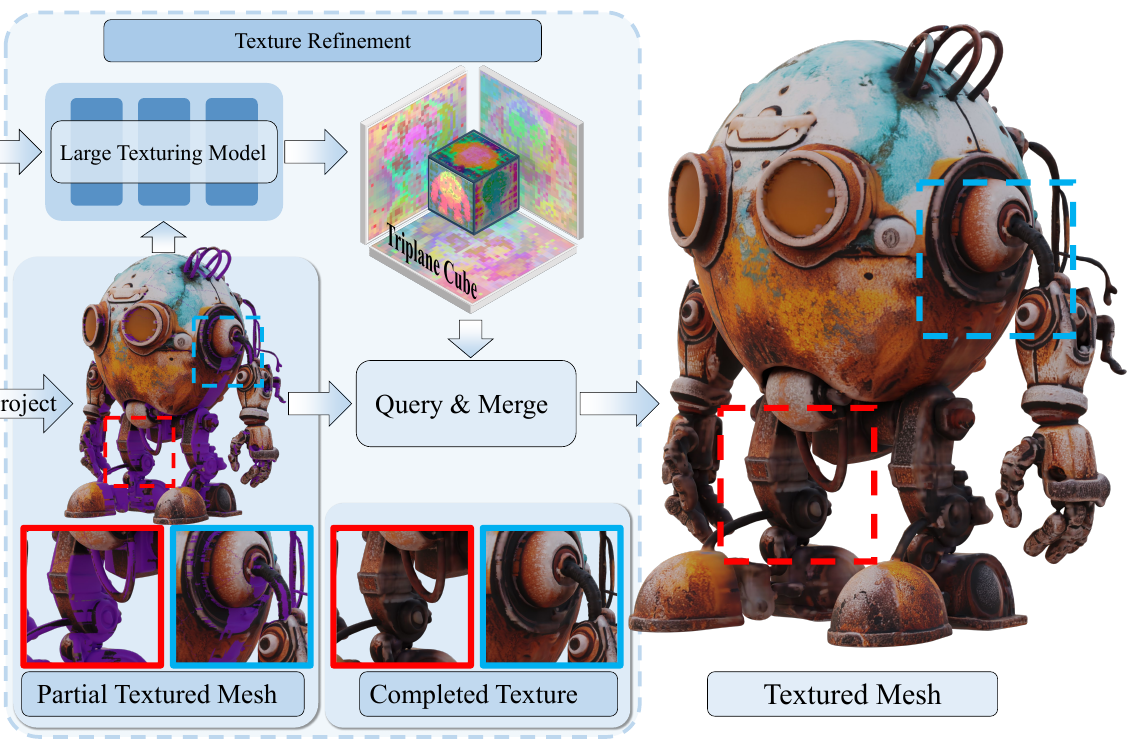 Texture Refinement
Large Texturing Model
Triplane Cube
roject
Query & Merge
Partial Textured Mesh
Completed Texture
Textured Mesh